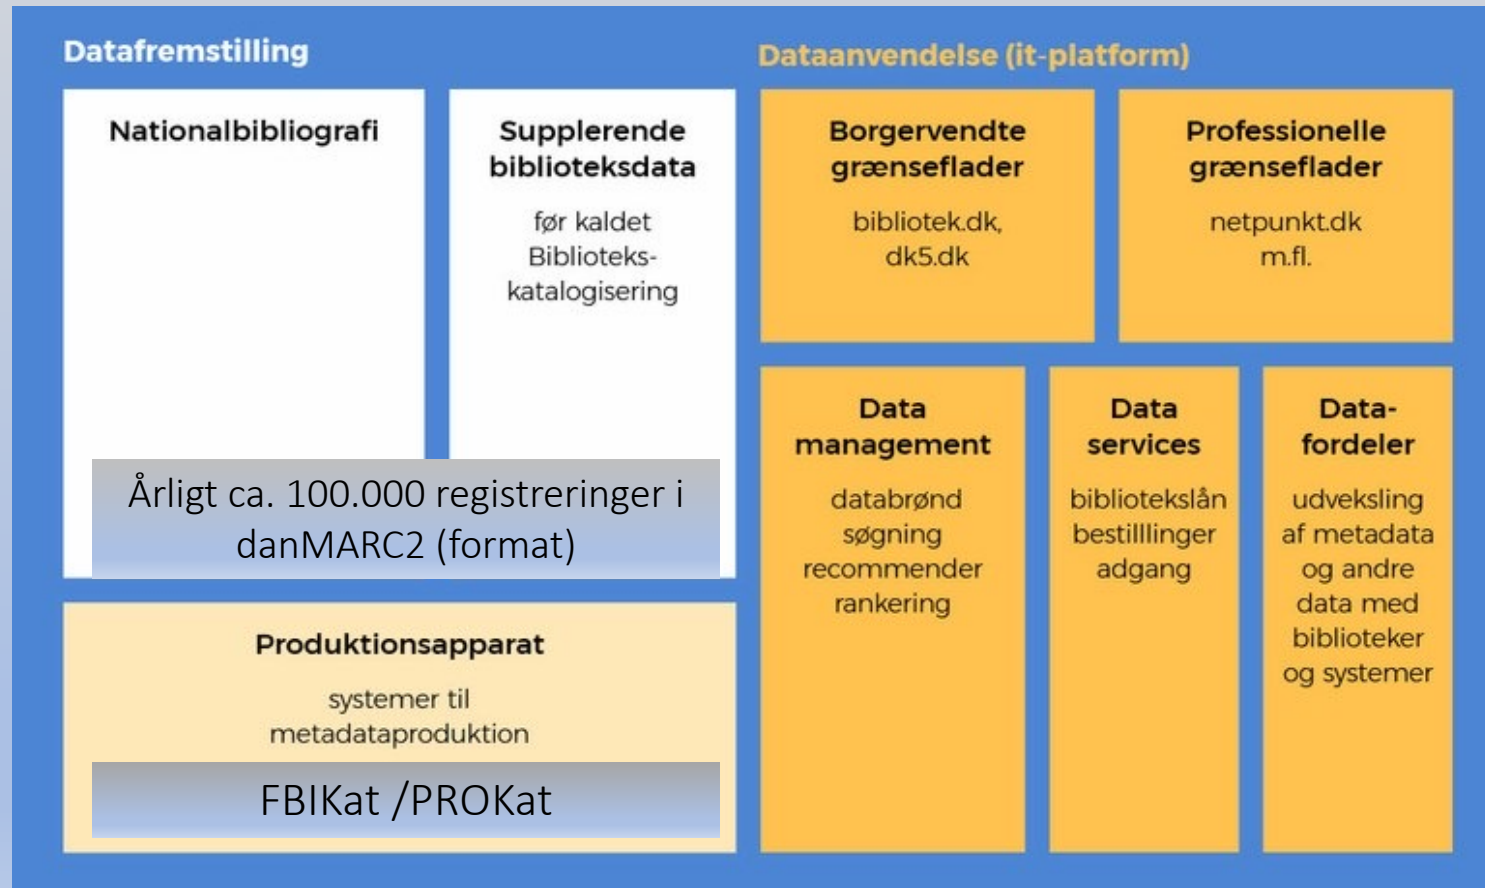 Datafremstilling
Nationalbibliografi
Supplerende
biblioteksdata
før kaldet
Biblioteks-
katalogisering
Årligt ca. 100.000 registreringer i
danMARC2 (format)
Produktionsapparat
systemer til
metadataproduktion
FBIKat /PROKat
Dataanvendelse (it-platform)
Borgervendte
grænseflader
bibliotek.dk,
dk5.dk
Professionelle
grænseflader
netpunkt.dk
m.fl.
Data
management
databrønd
søgning
recommender
rankering
Data
services
bibliotekslån
bestilllinger
adgang
Data-
fordeler
udveksling
af metadata
og andre
data med
biblioteker
og systemer